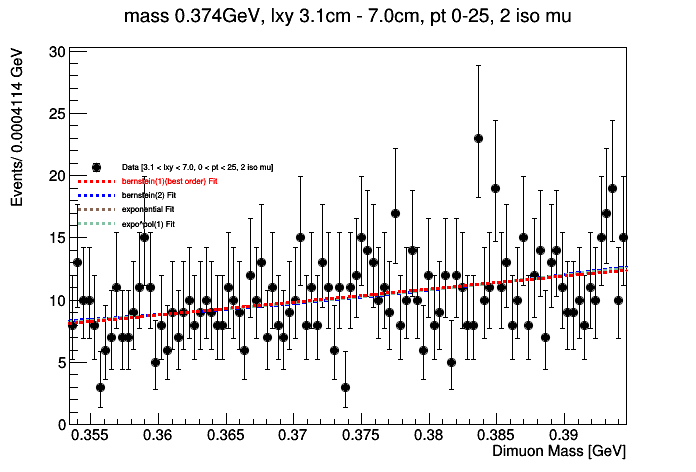 mass 0.374GeV, lxy 3.1cm - 7.0cm, pt 0-25, 2 iso mu
Events/ 0.0004114 GeV
30
25
20
15
10
5
0
Data [3.1 < lxy < 7.0, 0 < pt < 25, 2 iso mu]
bernstein(1)(best order) Fit
bernstein(2) Fit
exponential Fit
expo*pol(1) Fit
0.355 0.36 0.365 0.37 0.375 0.38 0.385 0.39
Dimuon Mass [GeV]